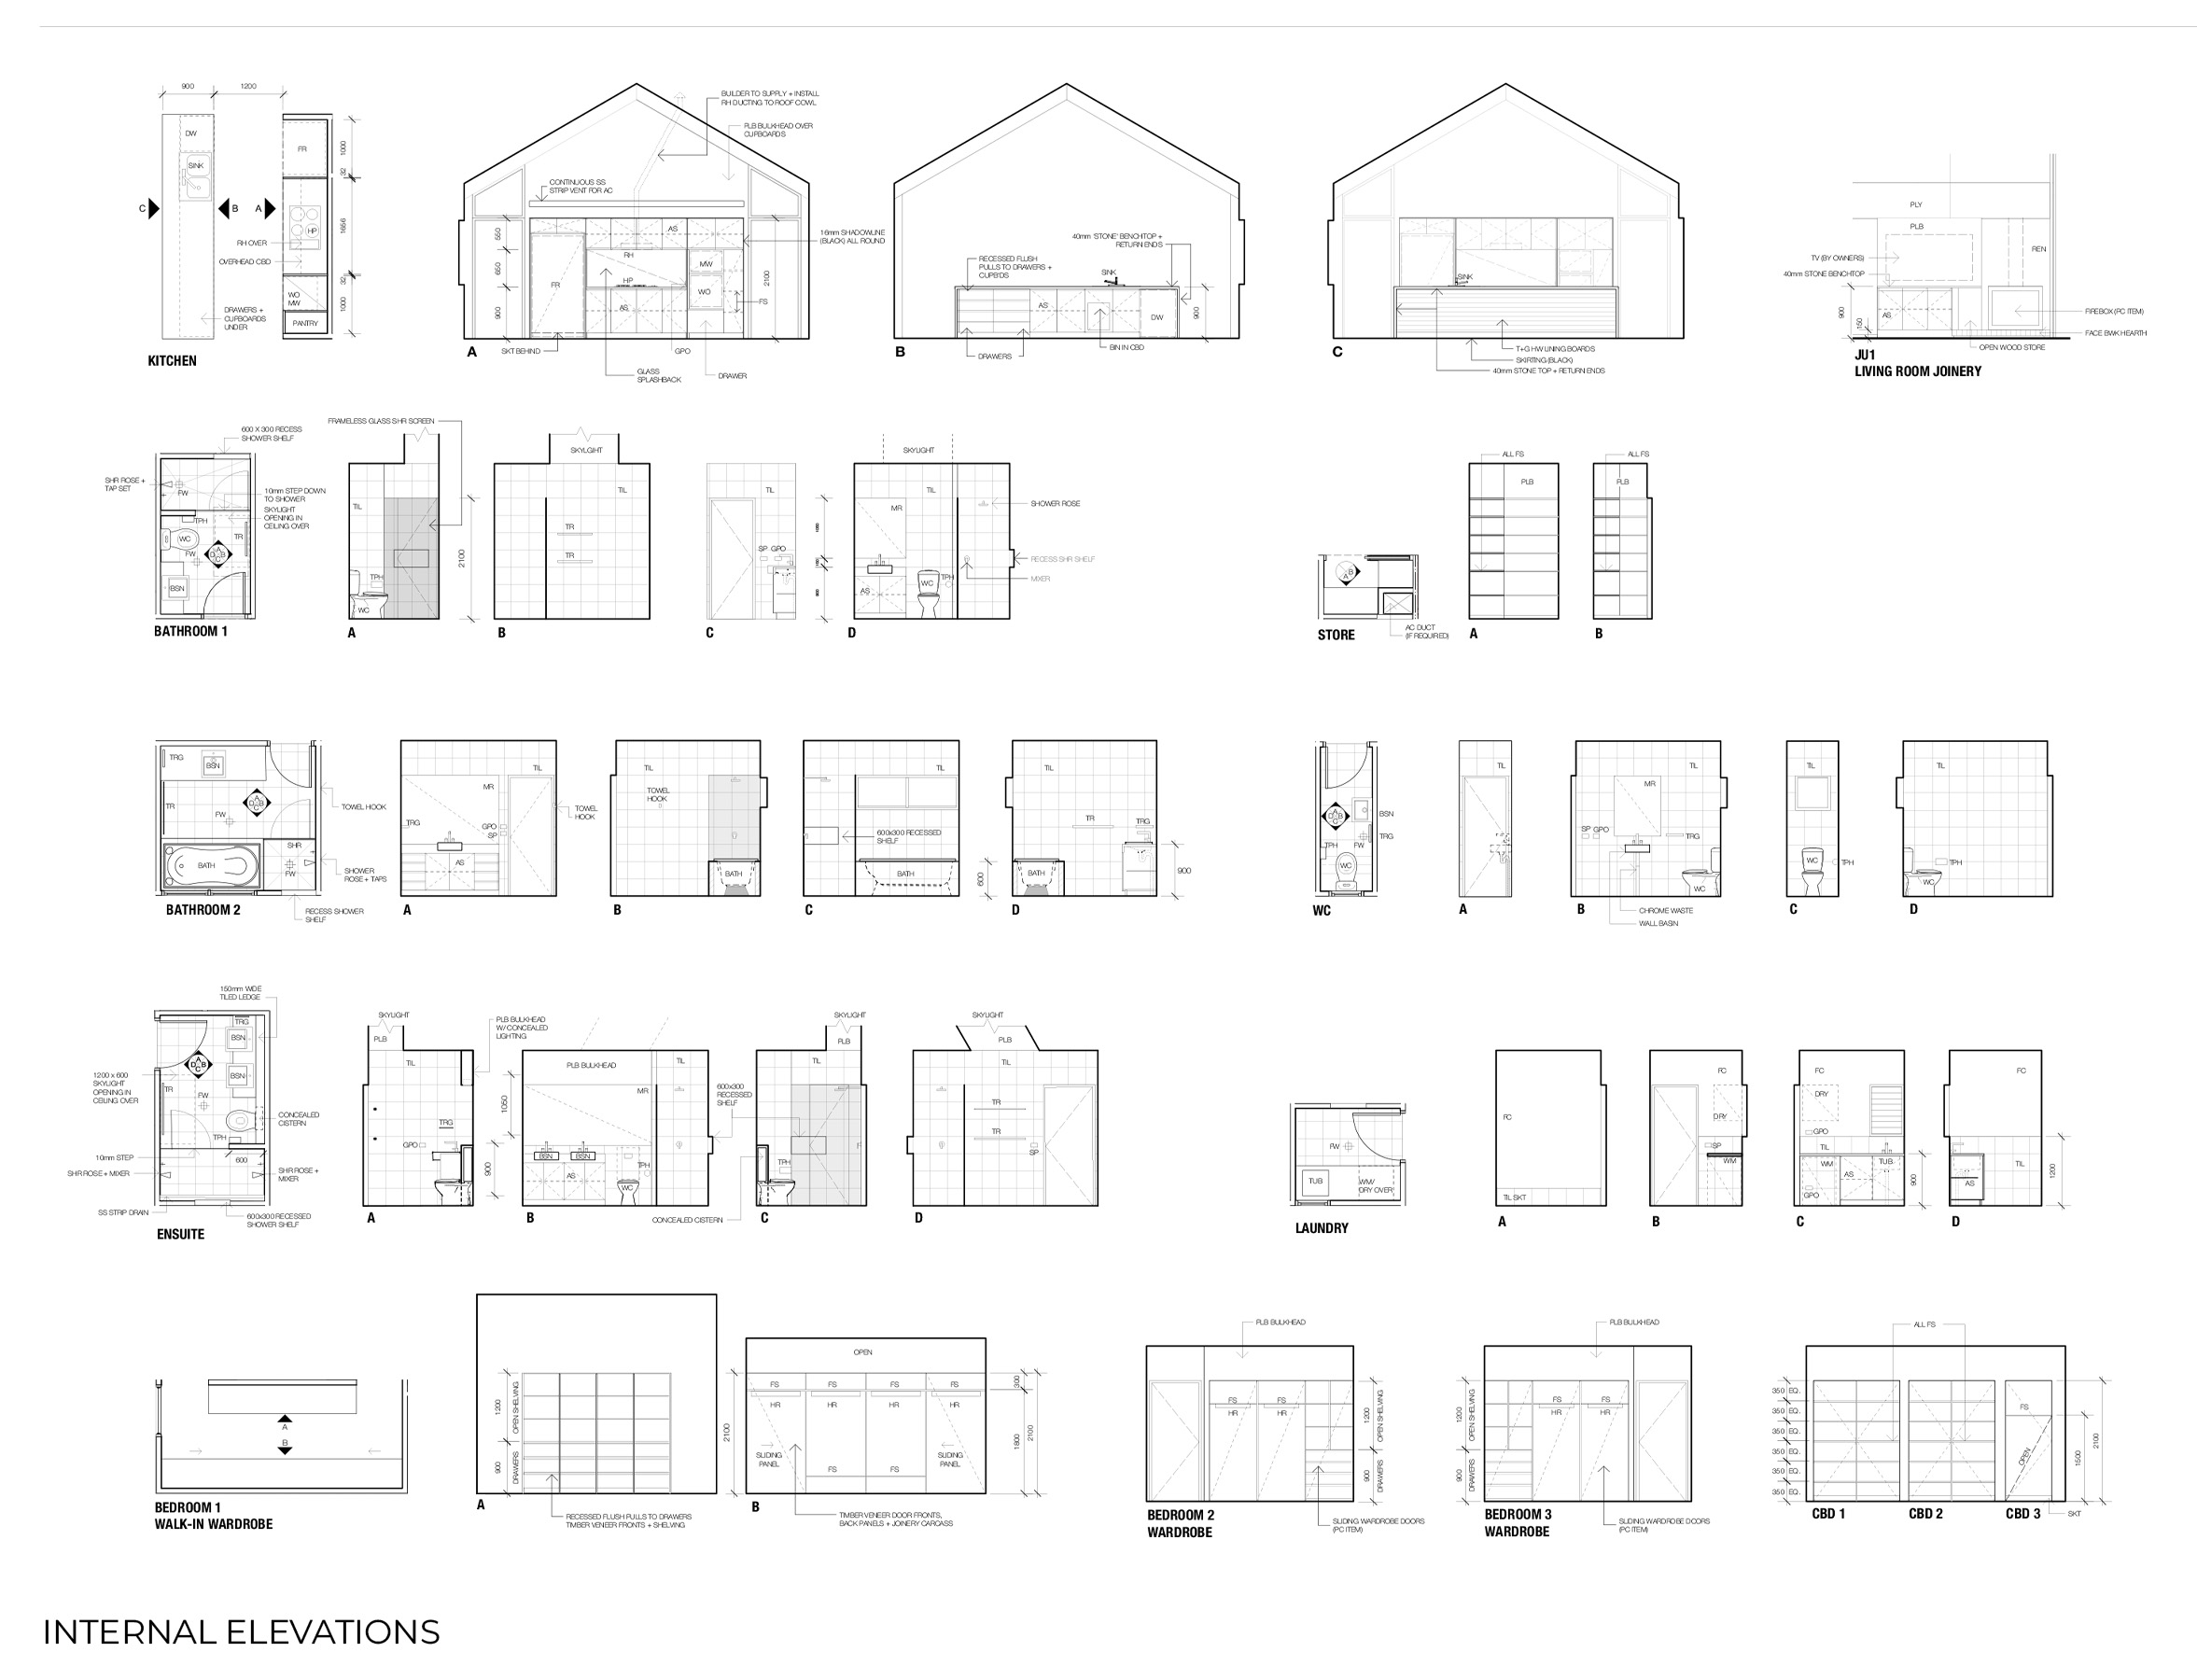 900
1200
DW
SINK
FR
1000
32
C
B
A
HP
1656
RH OVER
OVERHEAD CBD
32
WO
MW
1000
DRAWERS +
CUPBOARDS
UNDER
PANTRY
KITCHEN
BUILDER TO SUPPLY + INSTALL
RH DUCTING TO ROOF COWL
PLB BULKHEAD OVER
CUPBOARDS
CONTINUOUS SS
STRIP VENT FOR AC
550
AS
16mm SHADOWLINE
(BLACK) ALL ROUND
650
RH
MW
2100
HP
FR
WO
FS
900
AS
A
SKT BEHIND
GPO
GLASS
SPLASHBACK
DRAWER
40mm 'STONE' BENCHTOP +
RETURN ENDS
RECESSED FLUSH
PULLS TO DRAWERS +
CUPB'DS
SINK
AS
DW
900
B
DRAWERS
BIN IN CBD
SINK
C
T+G HW LINING BOARDS
SKIRTING (BLACK)
40mm STONE TOP + RETURN ENDS
PLY
PLB
REN
TV (BY OWNERS)
40mm STONE BENCHTOP
900
150
AS
FIREBOX (PC ITEM)
FACE BWK HEARTH
OPEN WOOD STORE
JU1
LIVING ROOM JOINERY
600 X 300 RECESS
SHOWER SHELF
SHR ROSE +
TAP SET
FW
10mm STEP DOWN
TO SHOWER
SKYLIGHT
OPENING IN
CEILING OVER
TPH
WC
TR
FW
A
D B
C
BSN
BATHROOM 1
FRAMELESS GLASS SHR SCREEN
TIL
2100
TPH
WC
A
SKYLGIHT
TIL
TR
TR
B
TIL
SP GPO
C
SKYLIGHT
TIL
MR
SHOWER ROSE
RECESS SHR SHELF
AS
WC
TPH
MIXER
D
B
A
AC DUCT
(IF REQUIRED)
STORE
ALL FS
PLB
A
ALL FS
PLB
B
TRG
BSN
TR
A
D B
C
TOWEL HOOK
FW
SHR
BATH
FW
SHOWER
ROSE + TAPS
RECESS SHOWER
SHELF
BATHROOM 2
TIL
MR
TOWEL
HOOK
TRG
GPO
SP
AS
A
TIL
TOWEL
HOOK
BATH
B
TIL
600x300 RECESSED
SHELF
BATH
600
C
TIL
TR
TRG
BATH
900
D
A
D B
C
BSN
TRG
TPH
FW
WC
WC
TIL
A
TIL
MR
SP GPO
TRG
WC
B
CHROME WASTE
WALL BASIN
TIL
WC
TPH
C
TIL
TPH
WC
D
150mm WIDE
TILED LEDGE
TRG
BSN
A
D B
C
1200 x 600
SKYLIGHT
OPENING IN
CEILING OVER
BSN
TR
FW
CONCEALED
CISTERN
TPH
10mm STEP
600
SHR ROSE + MIXER
SHR ROSE +
MIXER
SS STRIP DRAIN
600x300 RECESSED
SHOWER SHELF
ENSUITE
SKYLIGHT
PLB
PLB BULKHEAD
W/ CONCEALED
LIGHTING
TIL
TRG
GPO
A
PLB BULKHEAD
TIL
1050
MR
600x300
RECESSED
SHELF
900
BSN
BSN
AS
TPH
WC
B
CONCEALED CISTERN
SKYLIGHT
PLB
TIL
TPH
C
SKYLIGHT
PLB
TIL
TR
TR
SP
D
FW
TUB
WM/
'DRY OVER'
LAUNDRY
FC
TIL SKT
A
FC
DRY
SP
WM
B
FC
DRY
GPO
TIL
WM
AS
TUB
GPO
900
C
FC
TIL
AS
1200
D
A
B
BEDROOM 1
WALK-IN WARDROBE
1200
OPEN SHELVING
900
DRAWERS
A
RECESSED FLUSH PULLS TO DRAWERS
TIMBER VENEER FRONTS + SHELVING
OPEN
2100
FS
FS
FS
FS
300
HR
HR
HR
HR
SLIDING
PANEL
SLIDING
PANEL
1800
2100
FS
FS
B
TIMBER VENEER DOOR FRONTS,
BACK PANELS + JOINERY CARCASS
PLB BULKHEAD
FS
FS
HR
HR
1200
OPEN SHELVING
900
DRAWERS
BEDROOM 2
WARDROBE
SLIDING WARDROBE DOORS
(PC ITEM)
PLB BULKHEAD
1200
OPEN SHELVING
900
DRAWERS
FS
FS
HR
HR
BEDROOM 3
WARDROBE
SLIDING WARDROBE DOORS
(PC ITEM)
ALL FS
350 EQ.
350 EQ.
350 EQ.
350 EQ.
350 EQ.
350 EQ.
FS
OPEN
1500
2100
CBD 1
CBD 2
CBD 3
SKT
INTERNAL ELEVATIONS